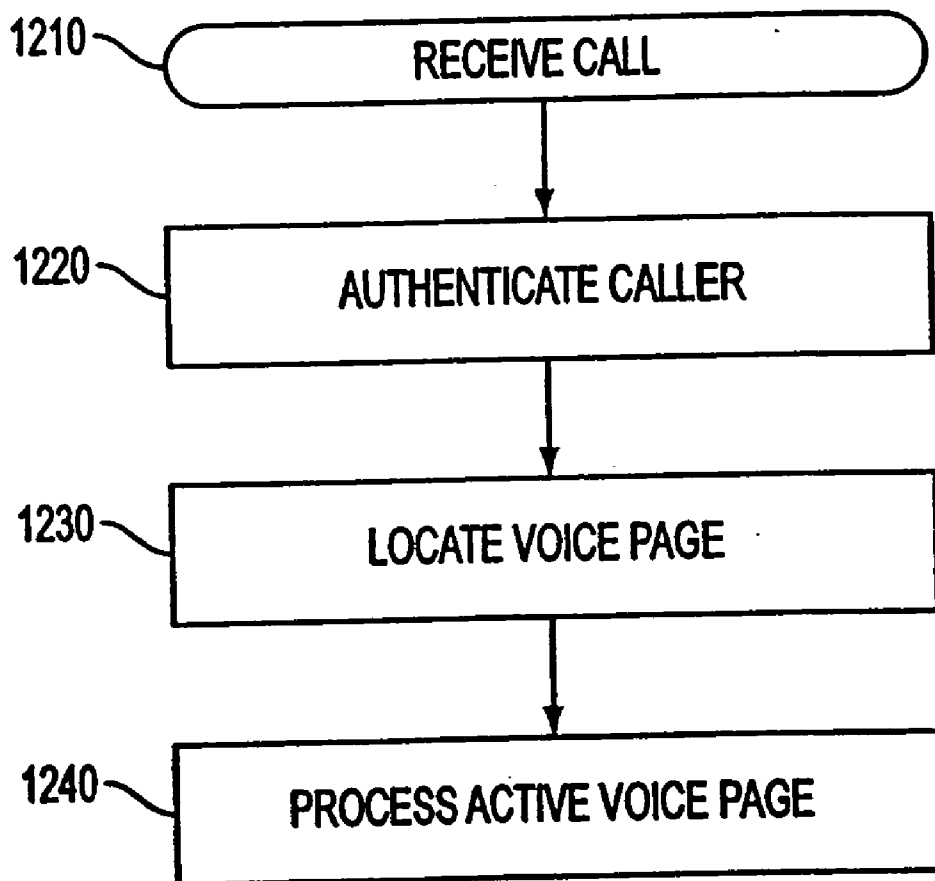 1210 RECEIVE CALL
1220 AUTHENTICATE CALLER
1230 LOCATE VOICE PAGE
1240 PROCESS ACTIVE VOICE PAGE